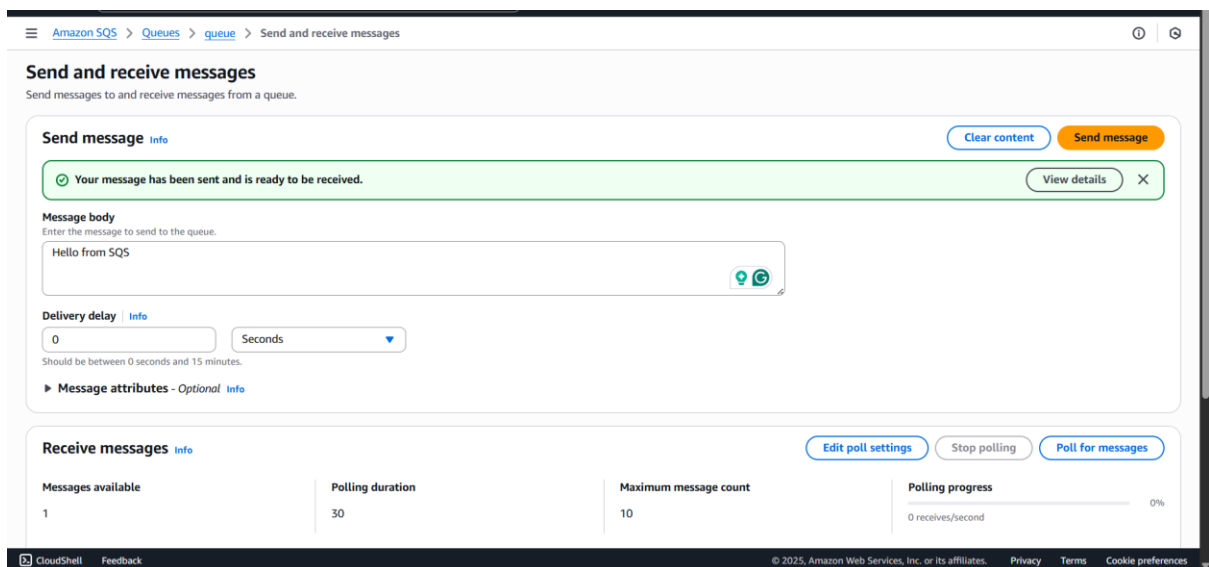 Amazon SQS > Queues > queue > Send and receive messages
Send and receive messages
Send messages to and receive messages from a queue.
Send message Info
Clear content Send message
Your message has been sent and is ready to be received.
View details
Message body
Enter the message to send to the queue.
Hello from SQS
Delivery delay Info
0 Seconds
Should be between 0 seconds and 15 minutes.
Message attributes - Optional Info
Receive messages Info
Edit poll settings Stop polling Poll for messages
Messages available Polling duration Maximum message count Polling progress
1 30 10 0%
0 receives/second
CloudShell Feedback © 2025, Amazon Web Services, Inc. or its affiliates. Privacy Terms Cookie preferences